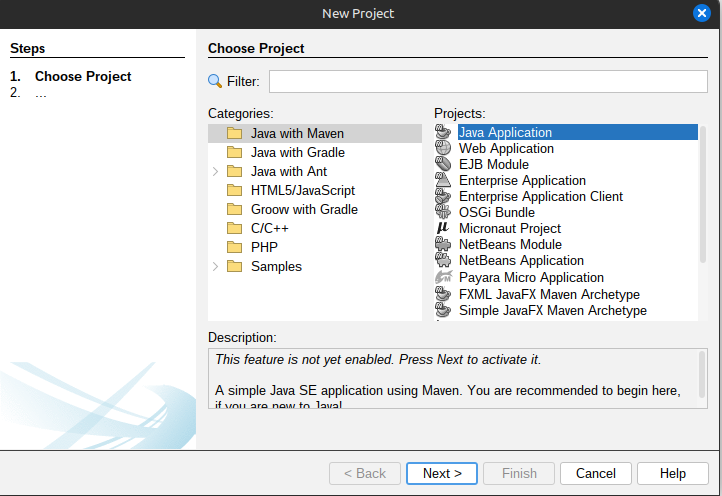 New Project
Steps
1. Choose Project
2. ...
Choose Project
Filter:
Categories:
Java with Maven
Java with Gradle
Java with Ant
HTML5/JavaScript
Groow with Gradle
C/C++
PHP
Samples
Projects:
Java Application
Web Application
EJB Module
Enterprise Application
Enterprise Application Client
OSGi Bundle
Micronaut Project
NetBeans Module
NetBeans Application
Payara Micro Application
FXML JavaFX Maven Archetype
Simple JavaFX Maven Archetype
Description:
This feature is not yet enabled. Press Next to activate it.
A simple Java SE application using Maven. You are recommended to begin here,
if you are new to Java!
< Back
Next >
Finish
Cancel
Help